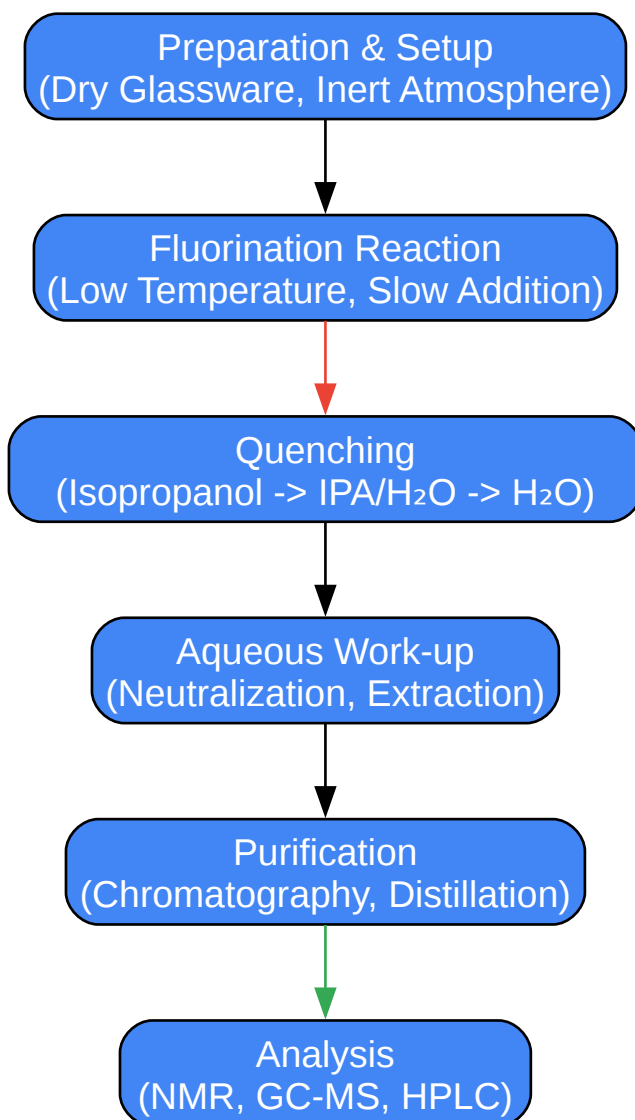 Preparation & Setup
(Dry Glassware, Inert Atmosphere)
Fluorination Reaction
(Low Temperature, Slow Addition)
Quenching
(Isopropanol -> IPA/H₂O -> H₂O)
Aqueous Work-up
(Neutralization, Extraction)
Purification
(Chromatography, Distillation)
Analysis
(NMR, GC-MS, HPLC)